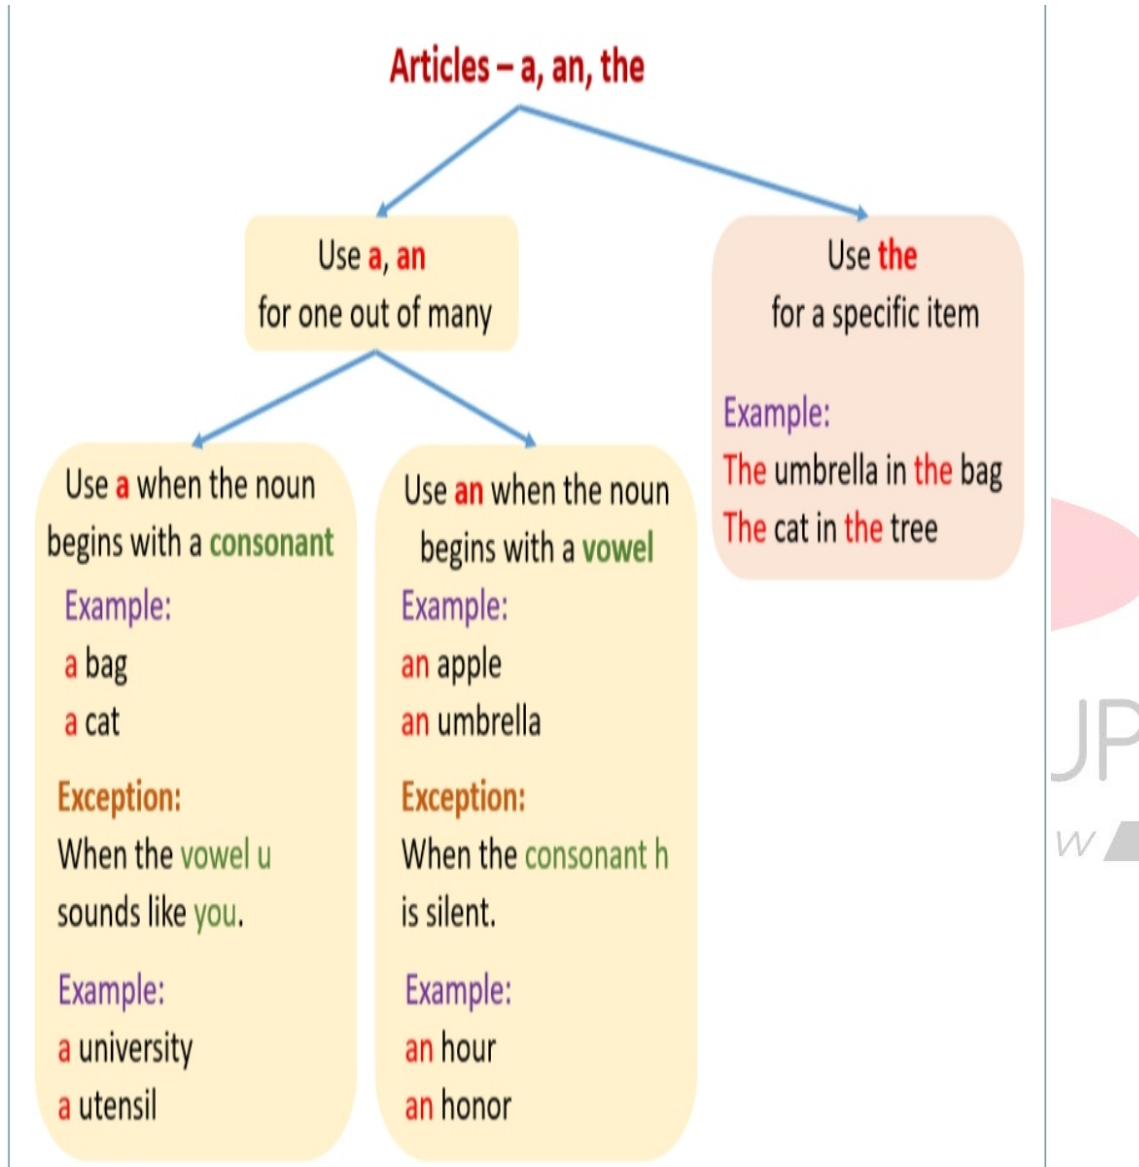 Articles – a, an, the
Use a, an
for one out of many
Use a when the noun
begins with a consonant
Example:
a bag
a cat
Exception:
When the vowel u
sounds like you.
Example:
a university
a utensil
Use an when the noun
begins with a vowel
Example:
an apple
an umbrella
Exception:
When the consonant h
is silent.
Example:
an hour
an honor
Use the
for a specific item
Example:
The umbrella in the bag
The cat in the tree